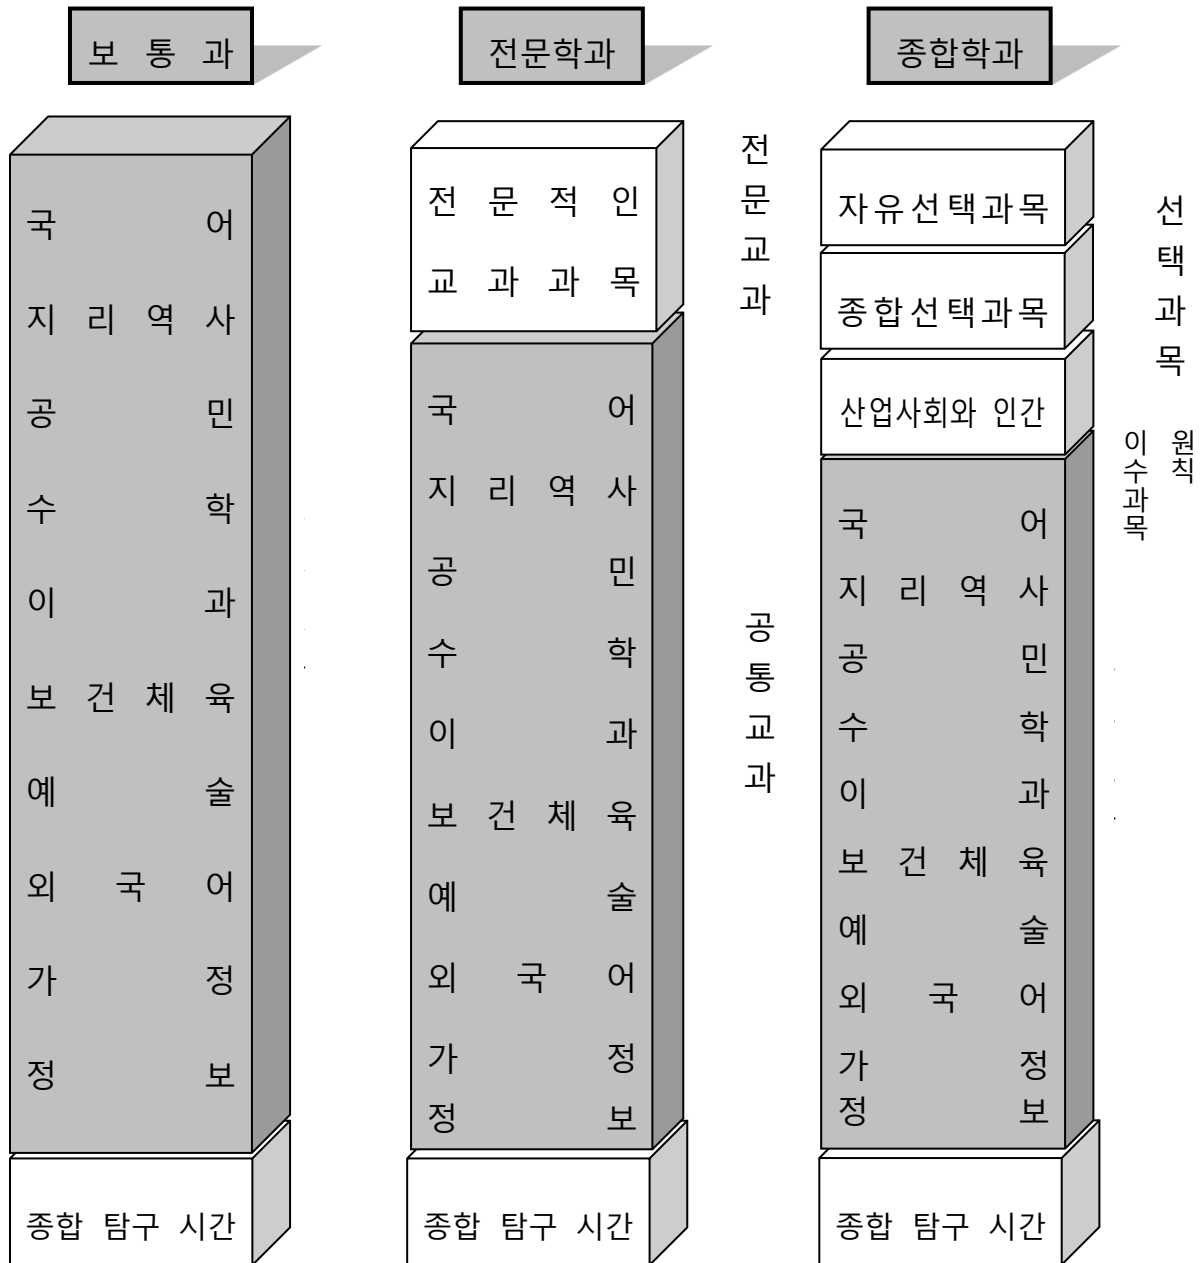 보 통 과
국 어
지 리 역 사
공 민
수 학
이 과
보 건 체 육
예 술
외 국 어
가 정
정 보
종합 탐구 시간
전문학과
전 문 적 인
교 과 과 목
국 어
지 리 역 사
공 민
수 학
이 과
보 건 체 육
예 술
외 국 어
가 정
정 보
종합 탐구 시간
전문교과
공통교과
종합학과
자유선택과목
종합선택과목
산업사회와 인간
국 어
지 리 역 사
공 민
수 학
이 과
보 건 체 육
예 술
외 국 어
가 정
정 보
종합 탐구 시간
선택과목
원칙
이수과목